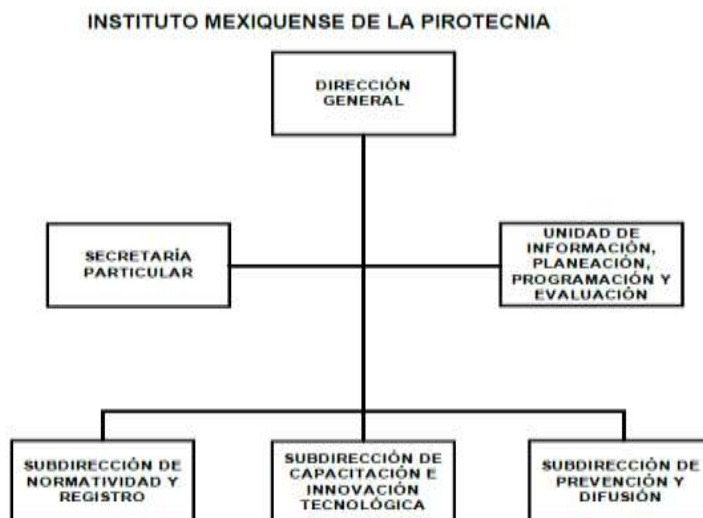 INSTITUTO MEXIQUENSE DE LA PIROTECNIA
DIRECCIÓN
GENERAL
SECRETARÍA
PARTICULAR
UNIDAD DE
INFORMACIÓN,
PLANEACIÓN,
PROGRAMACIÓN Y
EVALUACIÓN
SUBDIRECCIÓN DE
NORMATIVIDAD Y
REGISTRO
SUBDIRECCIÓN DE
CAPACITACIÓN E
INNOVACIÓN
TECNOLÓGICA
SUBDIRECCIÓN DE
PREVENCIÓN Y
DIFUSIÓN